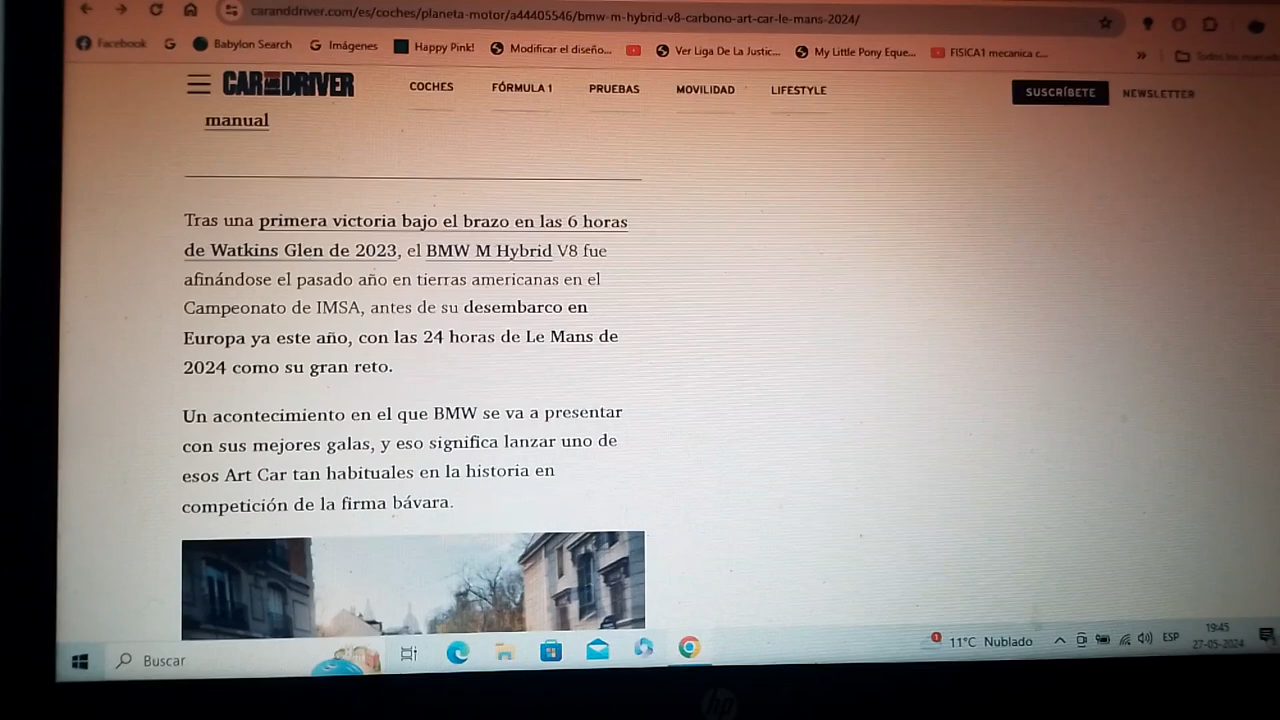 caranddriver.com/es/coches/planeta-motor/a44405546/bmw-m-hybrid-v8-carbono-art-car-le-mans-2024/
Facebook G Babylon Search G Imágenes Happy Pink! Modificar el diseño... Ver Liga De La Justic... My Little Pony Eque... FISICA1 mecanica c... »
CAR AND DRIVER COCHES FÓRMULA 1 PRUEBAS MOVILIDAD LIFESTYLE SUSCRÍBETE NEWSLETTER
manual
Tras una primera victoria bajo el brazo en las 6 horas
de Watkins Glen de 2023, el BMW M Hybrid V8 fue
afinándose el pasado año en tierras americanas en el
Campeonato de IMSA, antes de su desembarco en
Europa ya este año, con las 24 horas de Le Mans de
2024 como su gran reto.
Un acontecimiento en el que BMW se va a presentar
con sus mejores galas, y eso significa lanzar uno de
esos Art Car tan habituales en la historia en
competición de la firma bávara.
Buscar
1 11°C Nublado ESP
19:45
27-05-2024
hp